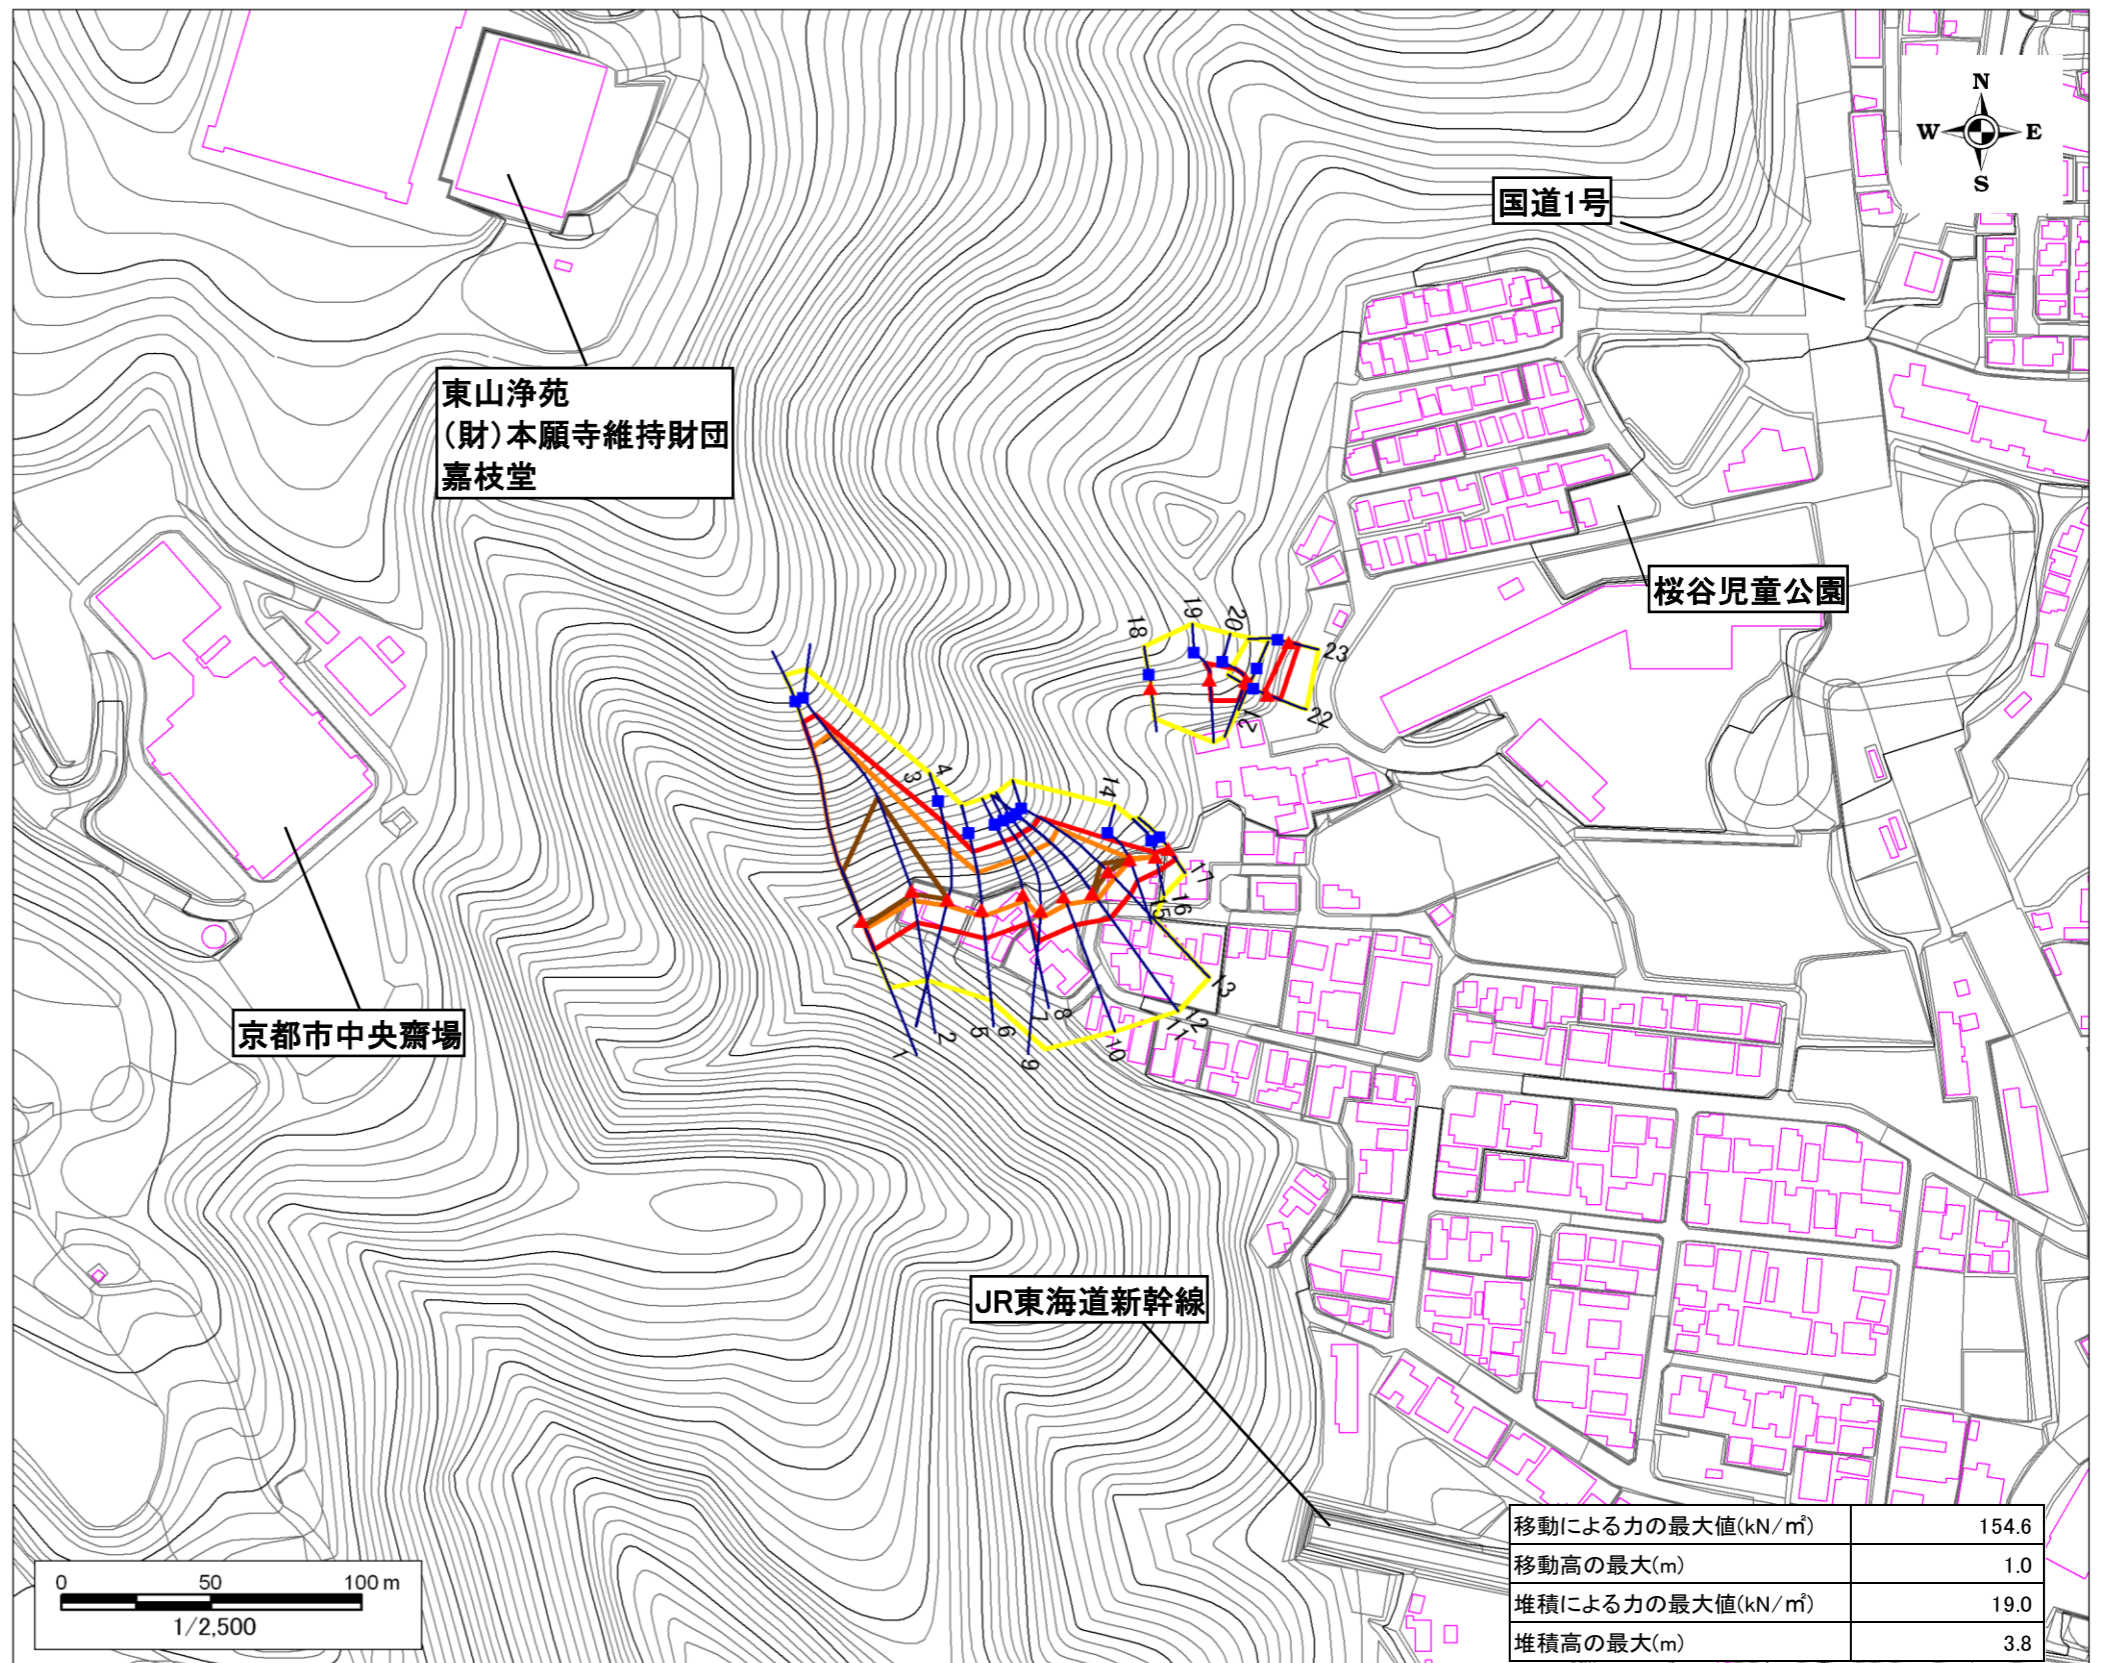 N
W E
S
国道1号
東山浄苑
(財)本願寺維持財団
嘉枝堂
桜谷児童公園
18
19
20
23
22
21
3
4
14
17
16
15
13
12
11
10
9
8
7
6
5
2
1
京都市中央齋場
JR東海道新幹線
移動による力の最大値(kN/㎡) 154.6
移動高の最大(m) 1.0
堆積による力の最大値(kN/㎡) 19.0
堆積高の最大(m) 3.8
0 50 100 m
1/2,500